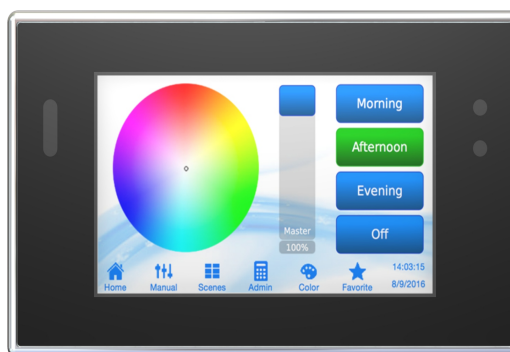 Morning
Afternoon
Evening
Off
Master
100%
Home
Manual
Scenes
Admin
Color
Favorite
14:03:15
8/9/2016